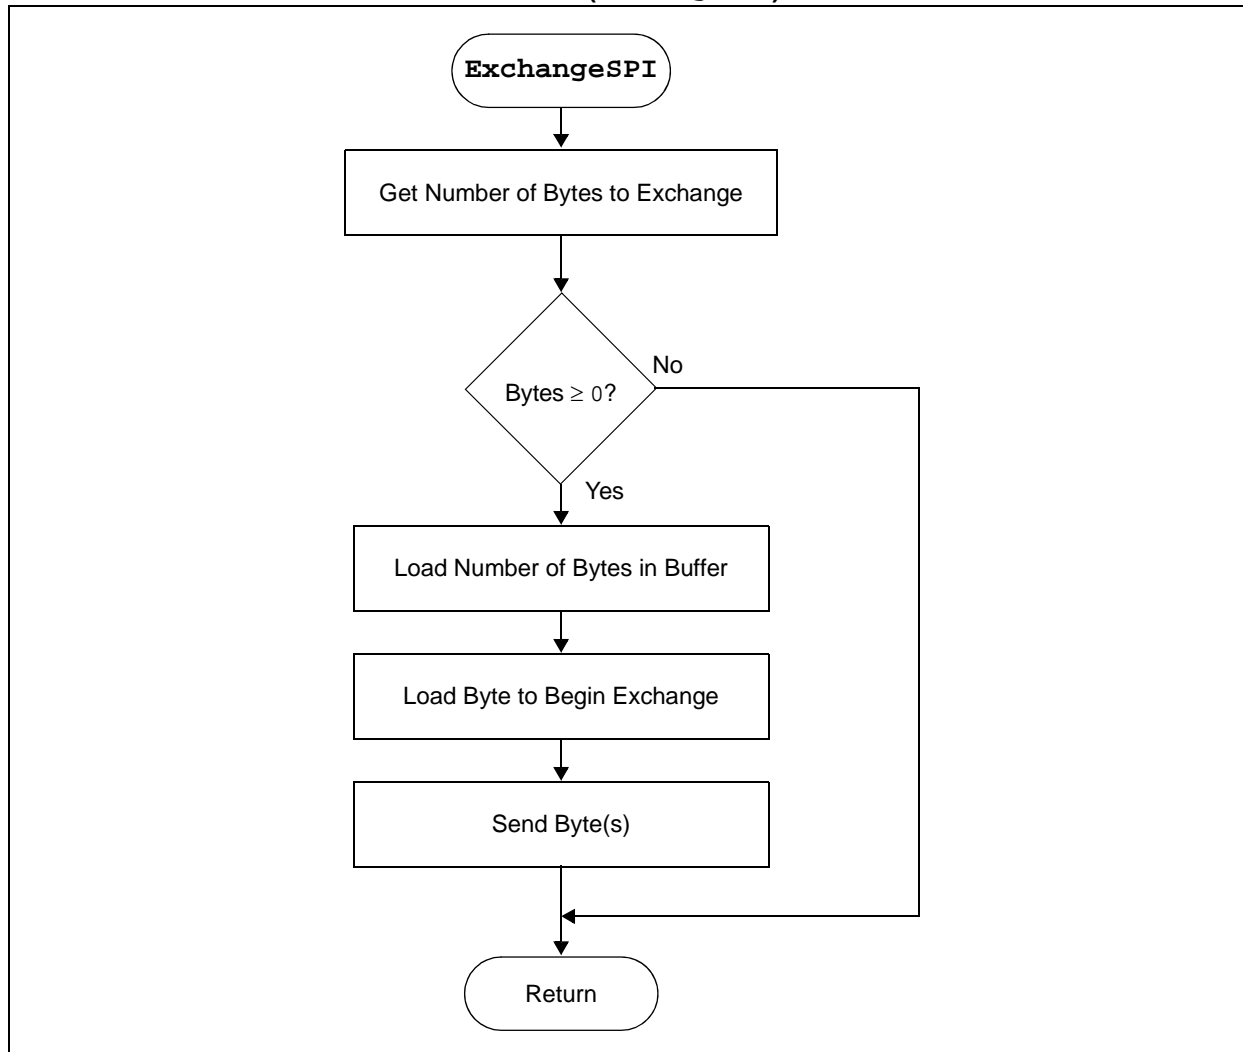 ExchangeSPI
Get Number of Bytes to Exchange
No
Bytes ≥ 0?
Yes
Load Number of Bytes in Buffer
Load Byte to Begin Exchange
Send Byte(s)
Return